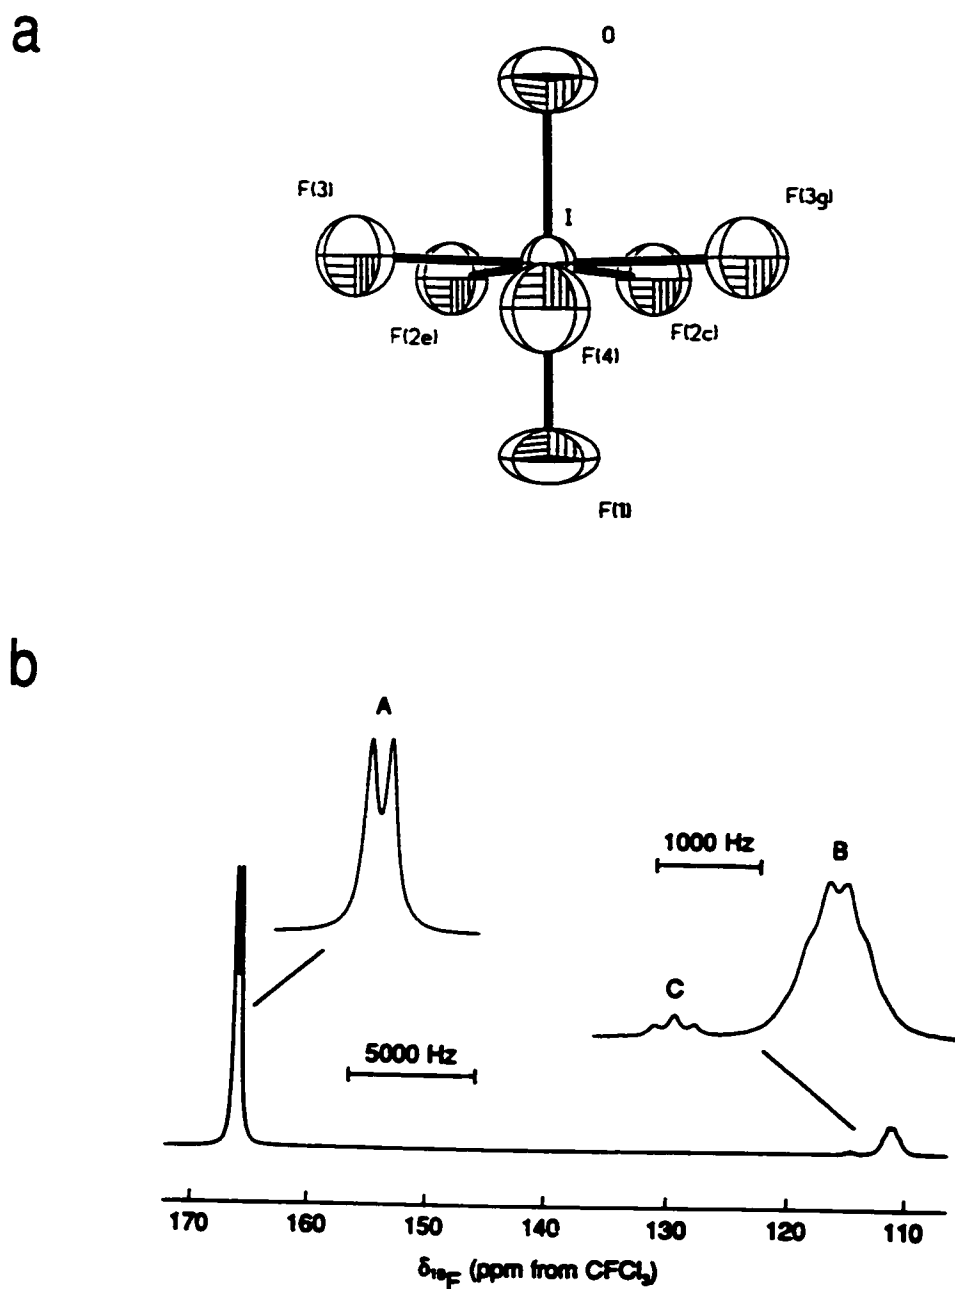 a
O
F(3)
I
F(3g)
F(2e)
F(4)
F(2c)
F(1)
b
A
1000 Hz
B
C
5000 Hz
170 160 150 140 130 120 110
δ₁₉F (ppm from CFCl₃)